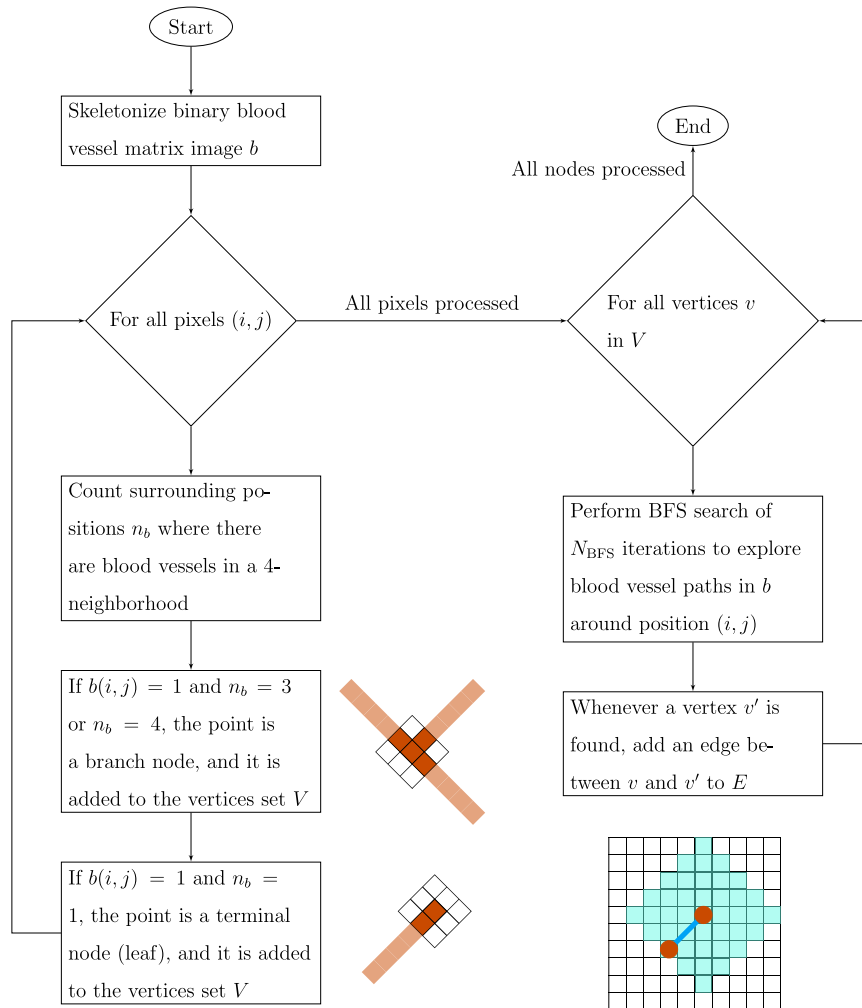 Start
Skeletonize binary blood
vessel matrix image b
For all pixels (i, j)
All pixels processed
Count surrounding po-
sitions n_b where there
are blood vessels in a 4-
neighborhood
If b(i, j) = 1 and n_b = 3
or n_b = 4, the point is
a branch node, and it is
added to the vertices set V
If b(i, j) = 1 and n_b =
1, the point is a terminal
node (leaf), and it is added
to the vertices set V
End
All nodes processed
For all vertices v
in V
Perform BFS search of
N_BFS iterations to explore
blood vessel paths in b
around position (i, j)
Whenever a vertex v' is
found, add an edge be-
tween v and v' to E